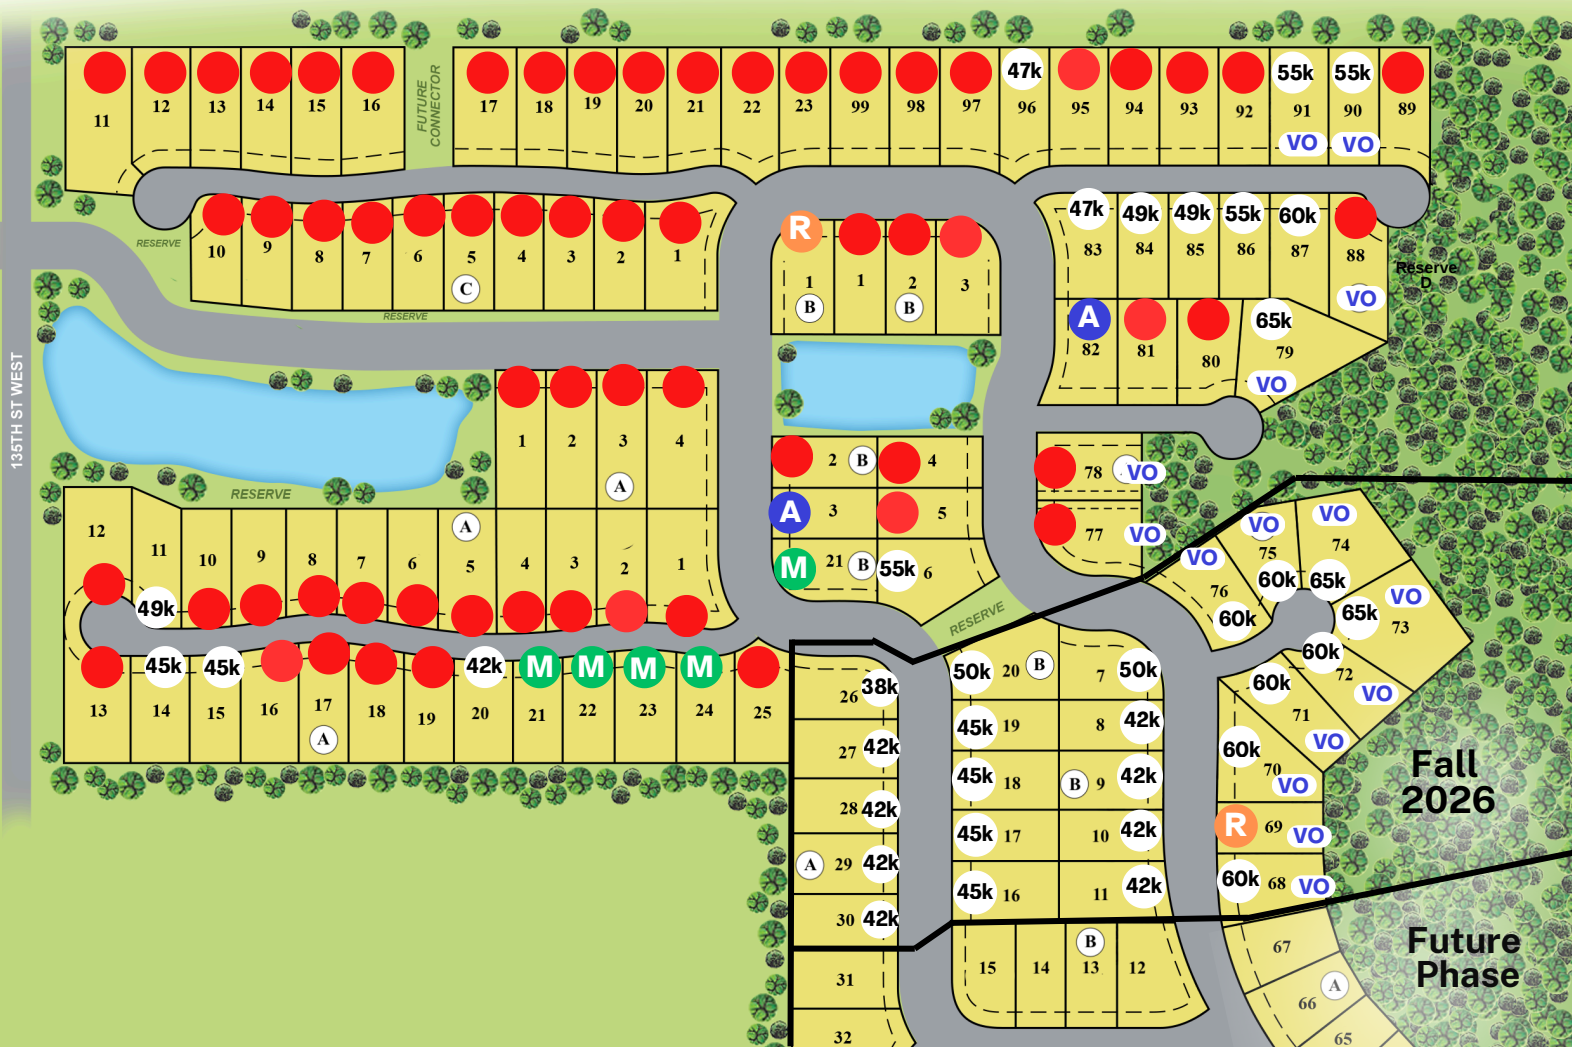 47k
55k
55k
11
12
13
14
15
16
FUTURE
CONNECTOR
17
18
19
20
21
22
23
99
98
97
96
95
94
93
92
91
90
89
VO
VO
RESERVE
10
9
8
7
6
5
4
3
2
1
C
RESERVE
R
1
1
2
3
B
B
47k
49k
49k
55k
60k
83
84
85
86
87
88
Reserve
D
VO
A
82
81
80
65k
79
VO
135TH ST WEST
1
2
3
4
A
RESERVE
2
B
4
A
3
5
M
21
B
55k
6
78
VO
77
VO
RESERVE
12
11
10
9
8
7
6
A
5
4
3
2
1
49k
45k
45k
42k
M
M
M
M
13
14
15
16
17
18
19
20
21
22
23
24
25
A
VO
76
60k
VO
75
60k
VO
74
65k
VO
73
65k
60k
72
VO
60k
71
VO
60k
70
VO
R
69
VO
60k
68
VO
26
38k
27
42k
28
42k
A
29
42k
30
42k
31
32
50k
20
B
7
50k
45k
19
8
42k
45k
18
B
9
42k
45k
17
10
42k
45k
16
11
42k
15
14
B
13
12
Fall
2026
Future
Phase
67
66
A
65